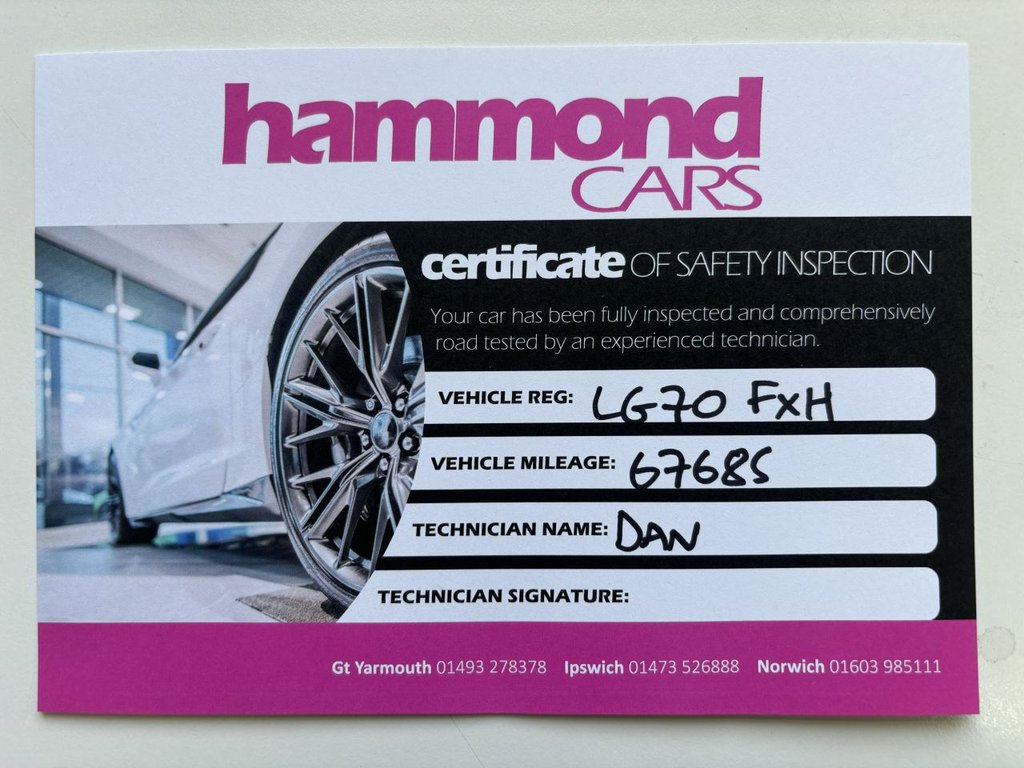 hammond
CARS
certificate OF SAFETY INSPECTION
Your car has been fully inspected and comprehensively
road tested by an experienced technician.
VEHICLE REG: LG70 FXH
VEHICLE MILEAGE: 67685
TECHNICIAN NAME: DAN
TECHNICIAN SIGNATURE:
Gt Yarmouth 01493 278378 Ipswich 01473 526888 Norwich 01603 985111